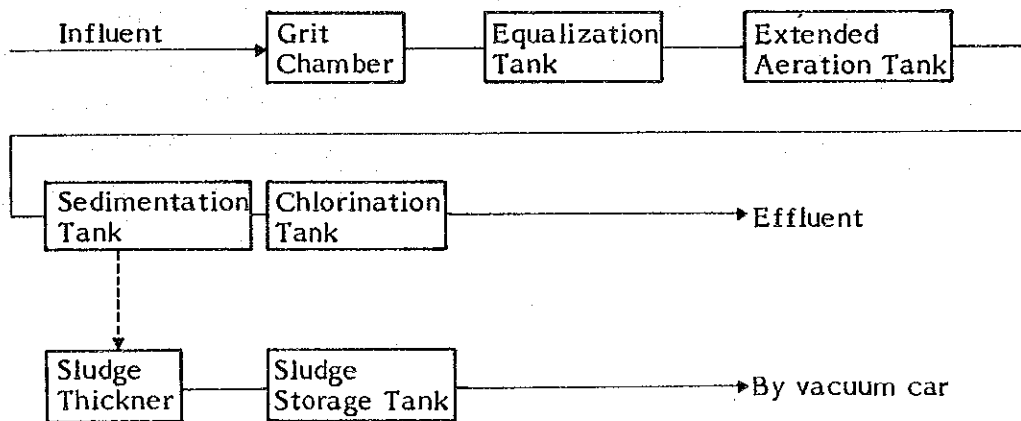 Influent
Grit
Chamber
Equalization
Tank
Extended
Aeration Tank
Sedimentation
Tank
Chlorination
Tank
Effluent
Sludge
Thickner
Sludge
Storage Tank
By vacuum car